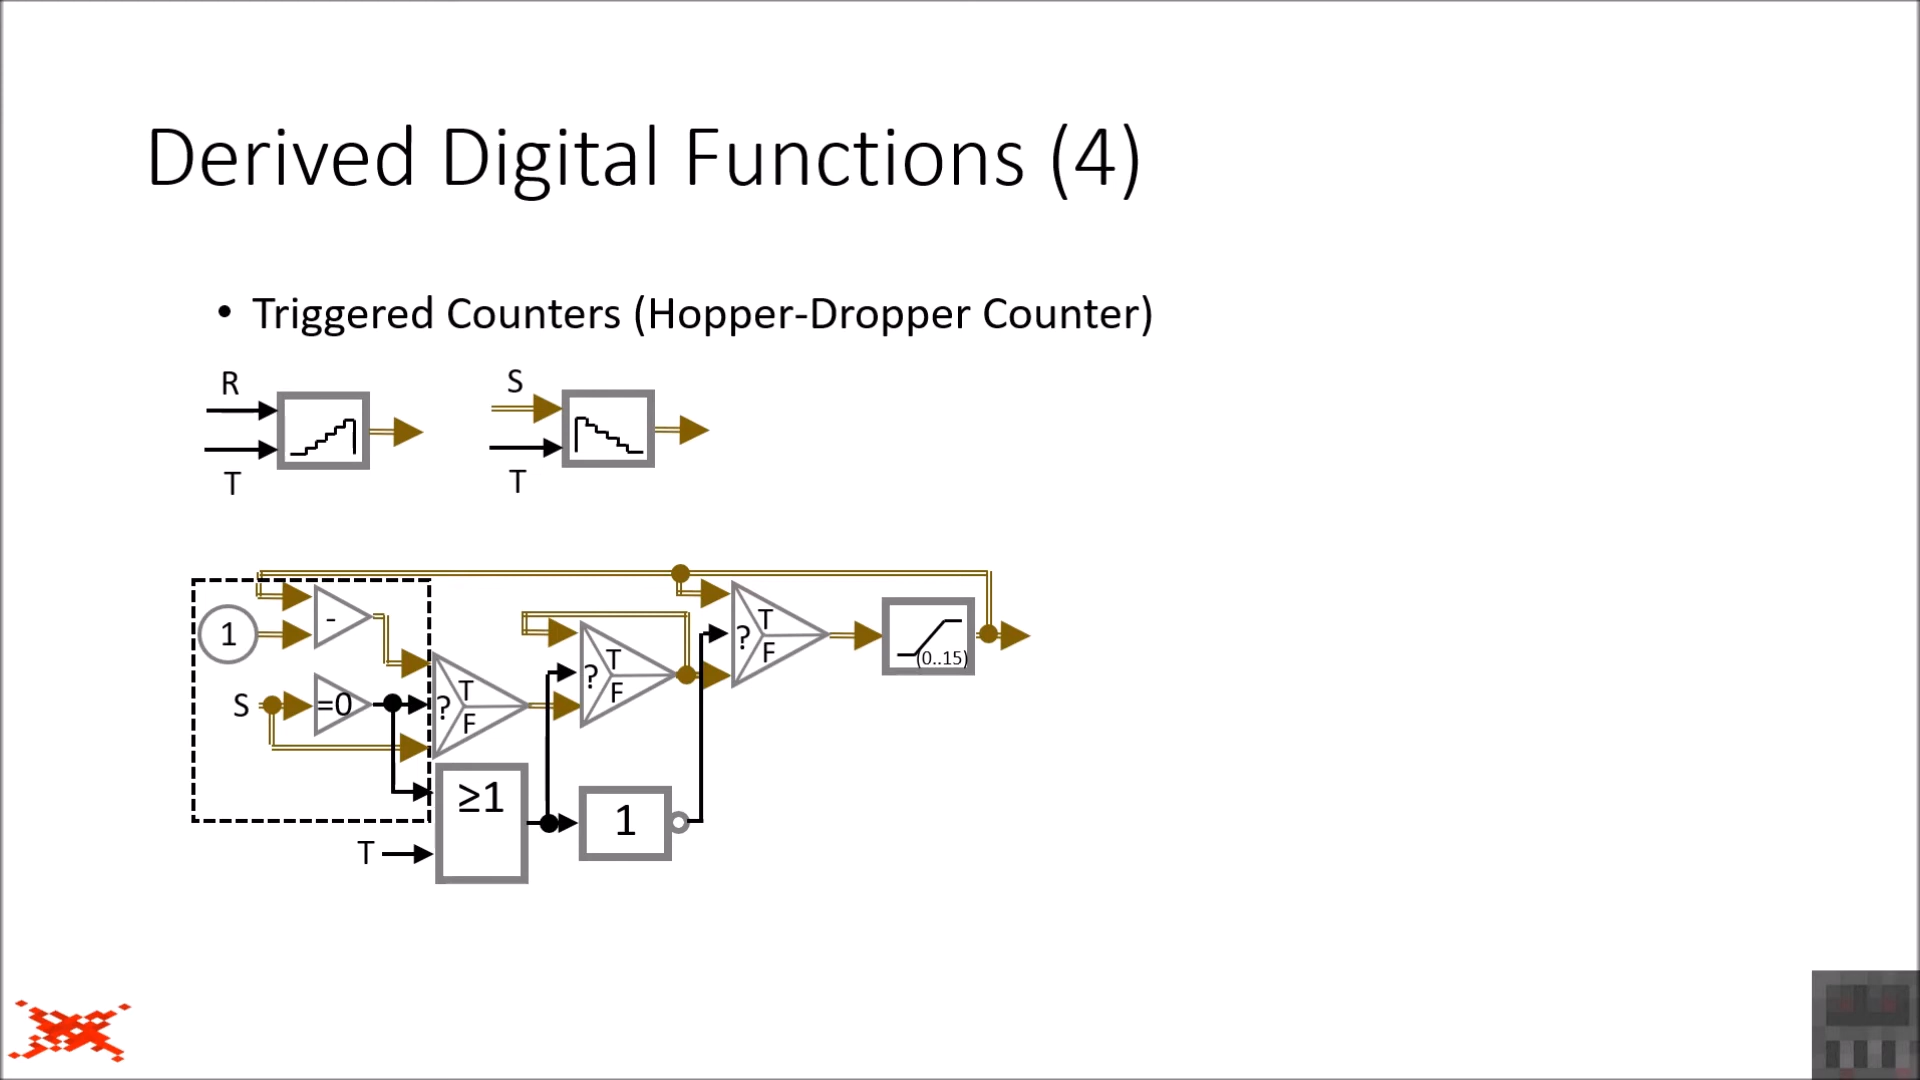 Derived Digital Functions (4)
• Triggered Counters (Hopper-Dropper Counter)
R
T
S
T
1
-
S
=0
? T F
≥1
T
? T F
1
? T F
(0..15)